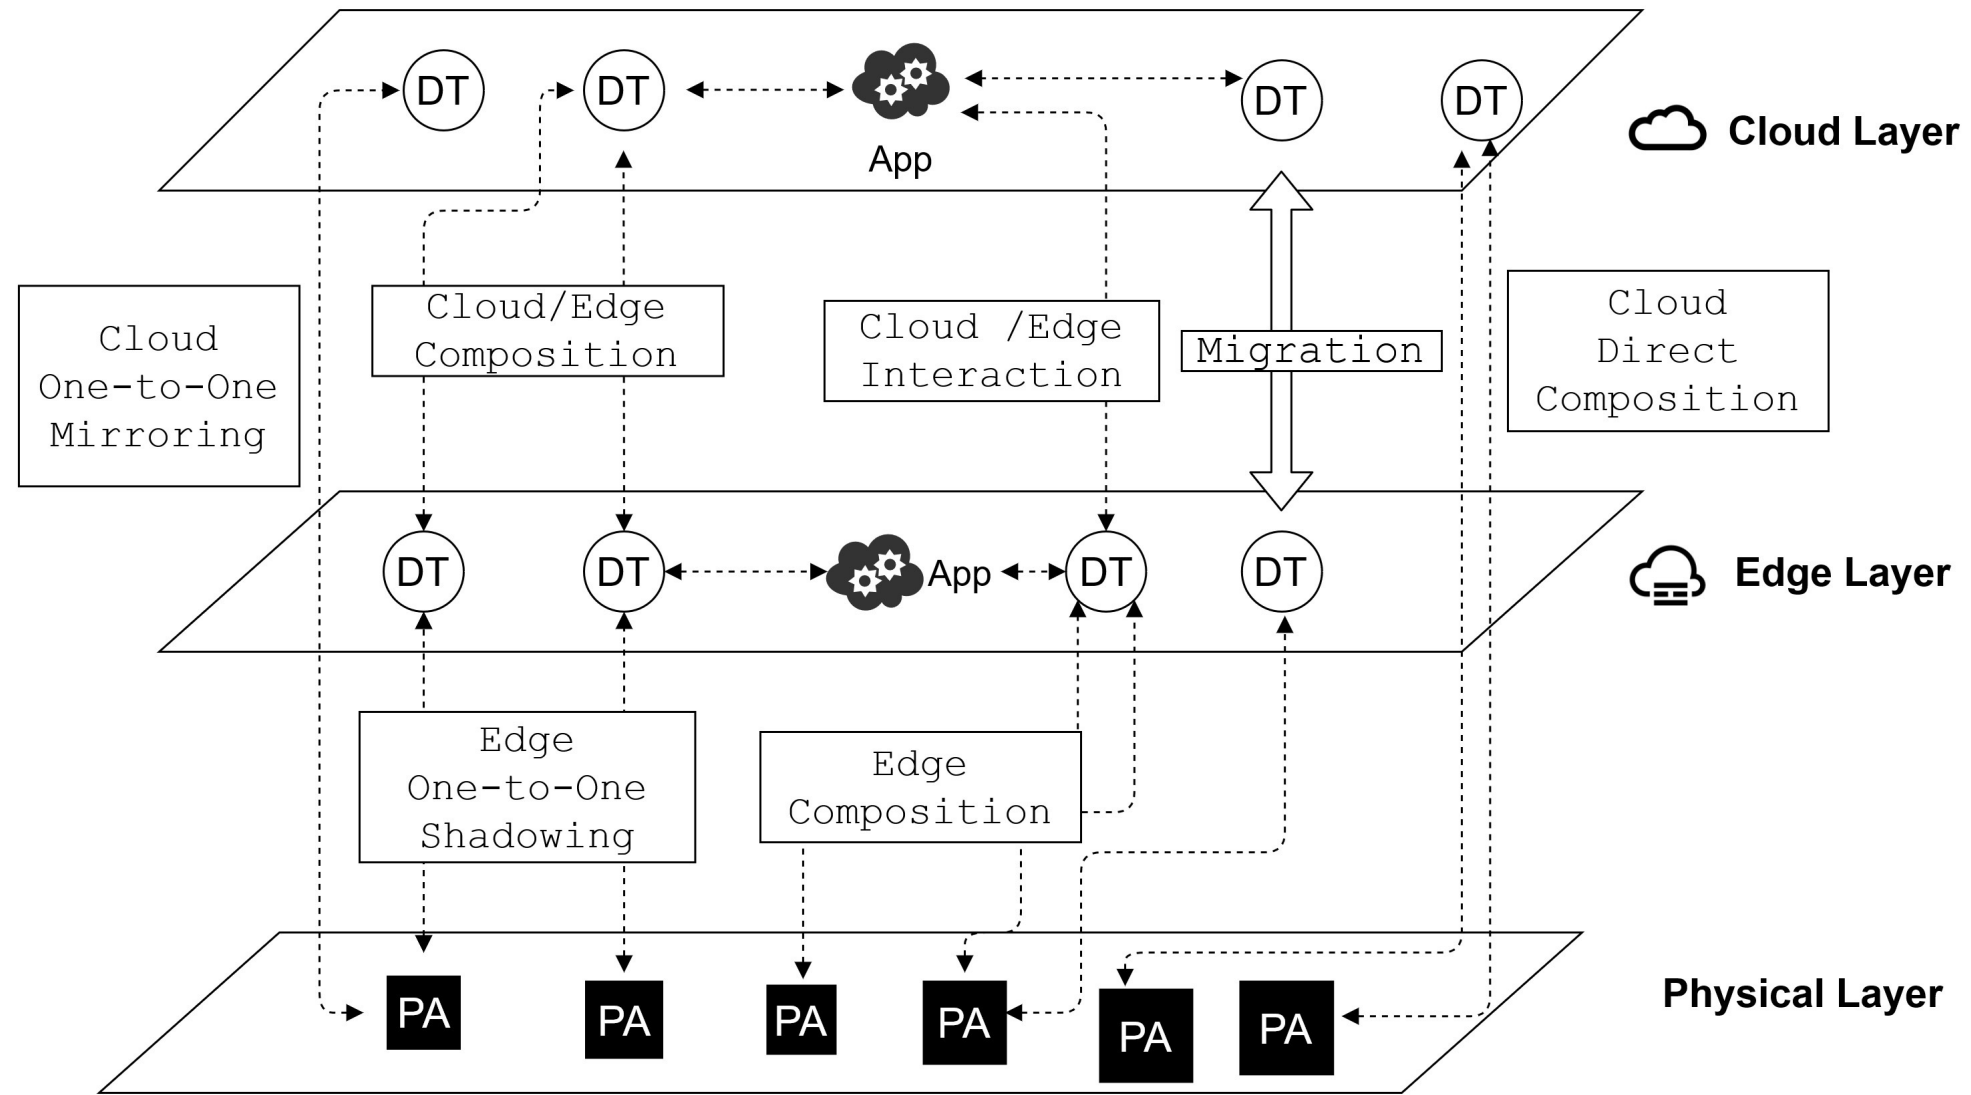 DT
DT
App
DT
DT
Cloud Layer
Cloud
One-to-One
Mirroring
Cloud/Edge
Composition
Cloud /Edge
Interaction
Migration
Cloud
Direct
Composition
DT
DT
App
DT
DT
Edge Layer
Edge
One-to-One
Shadowing
Edge
Composition
PA
PA
PA
PA
PA
PA
Physical Layer